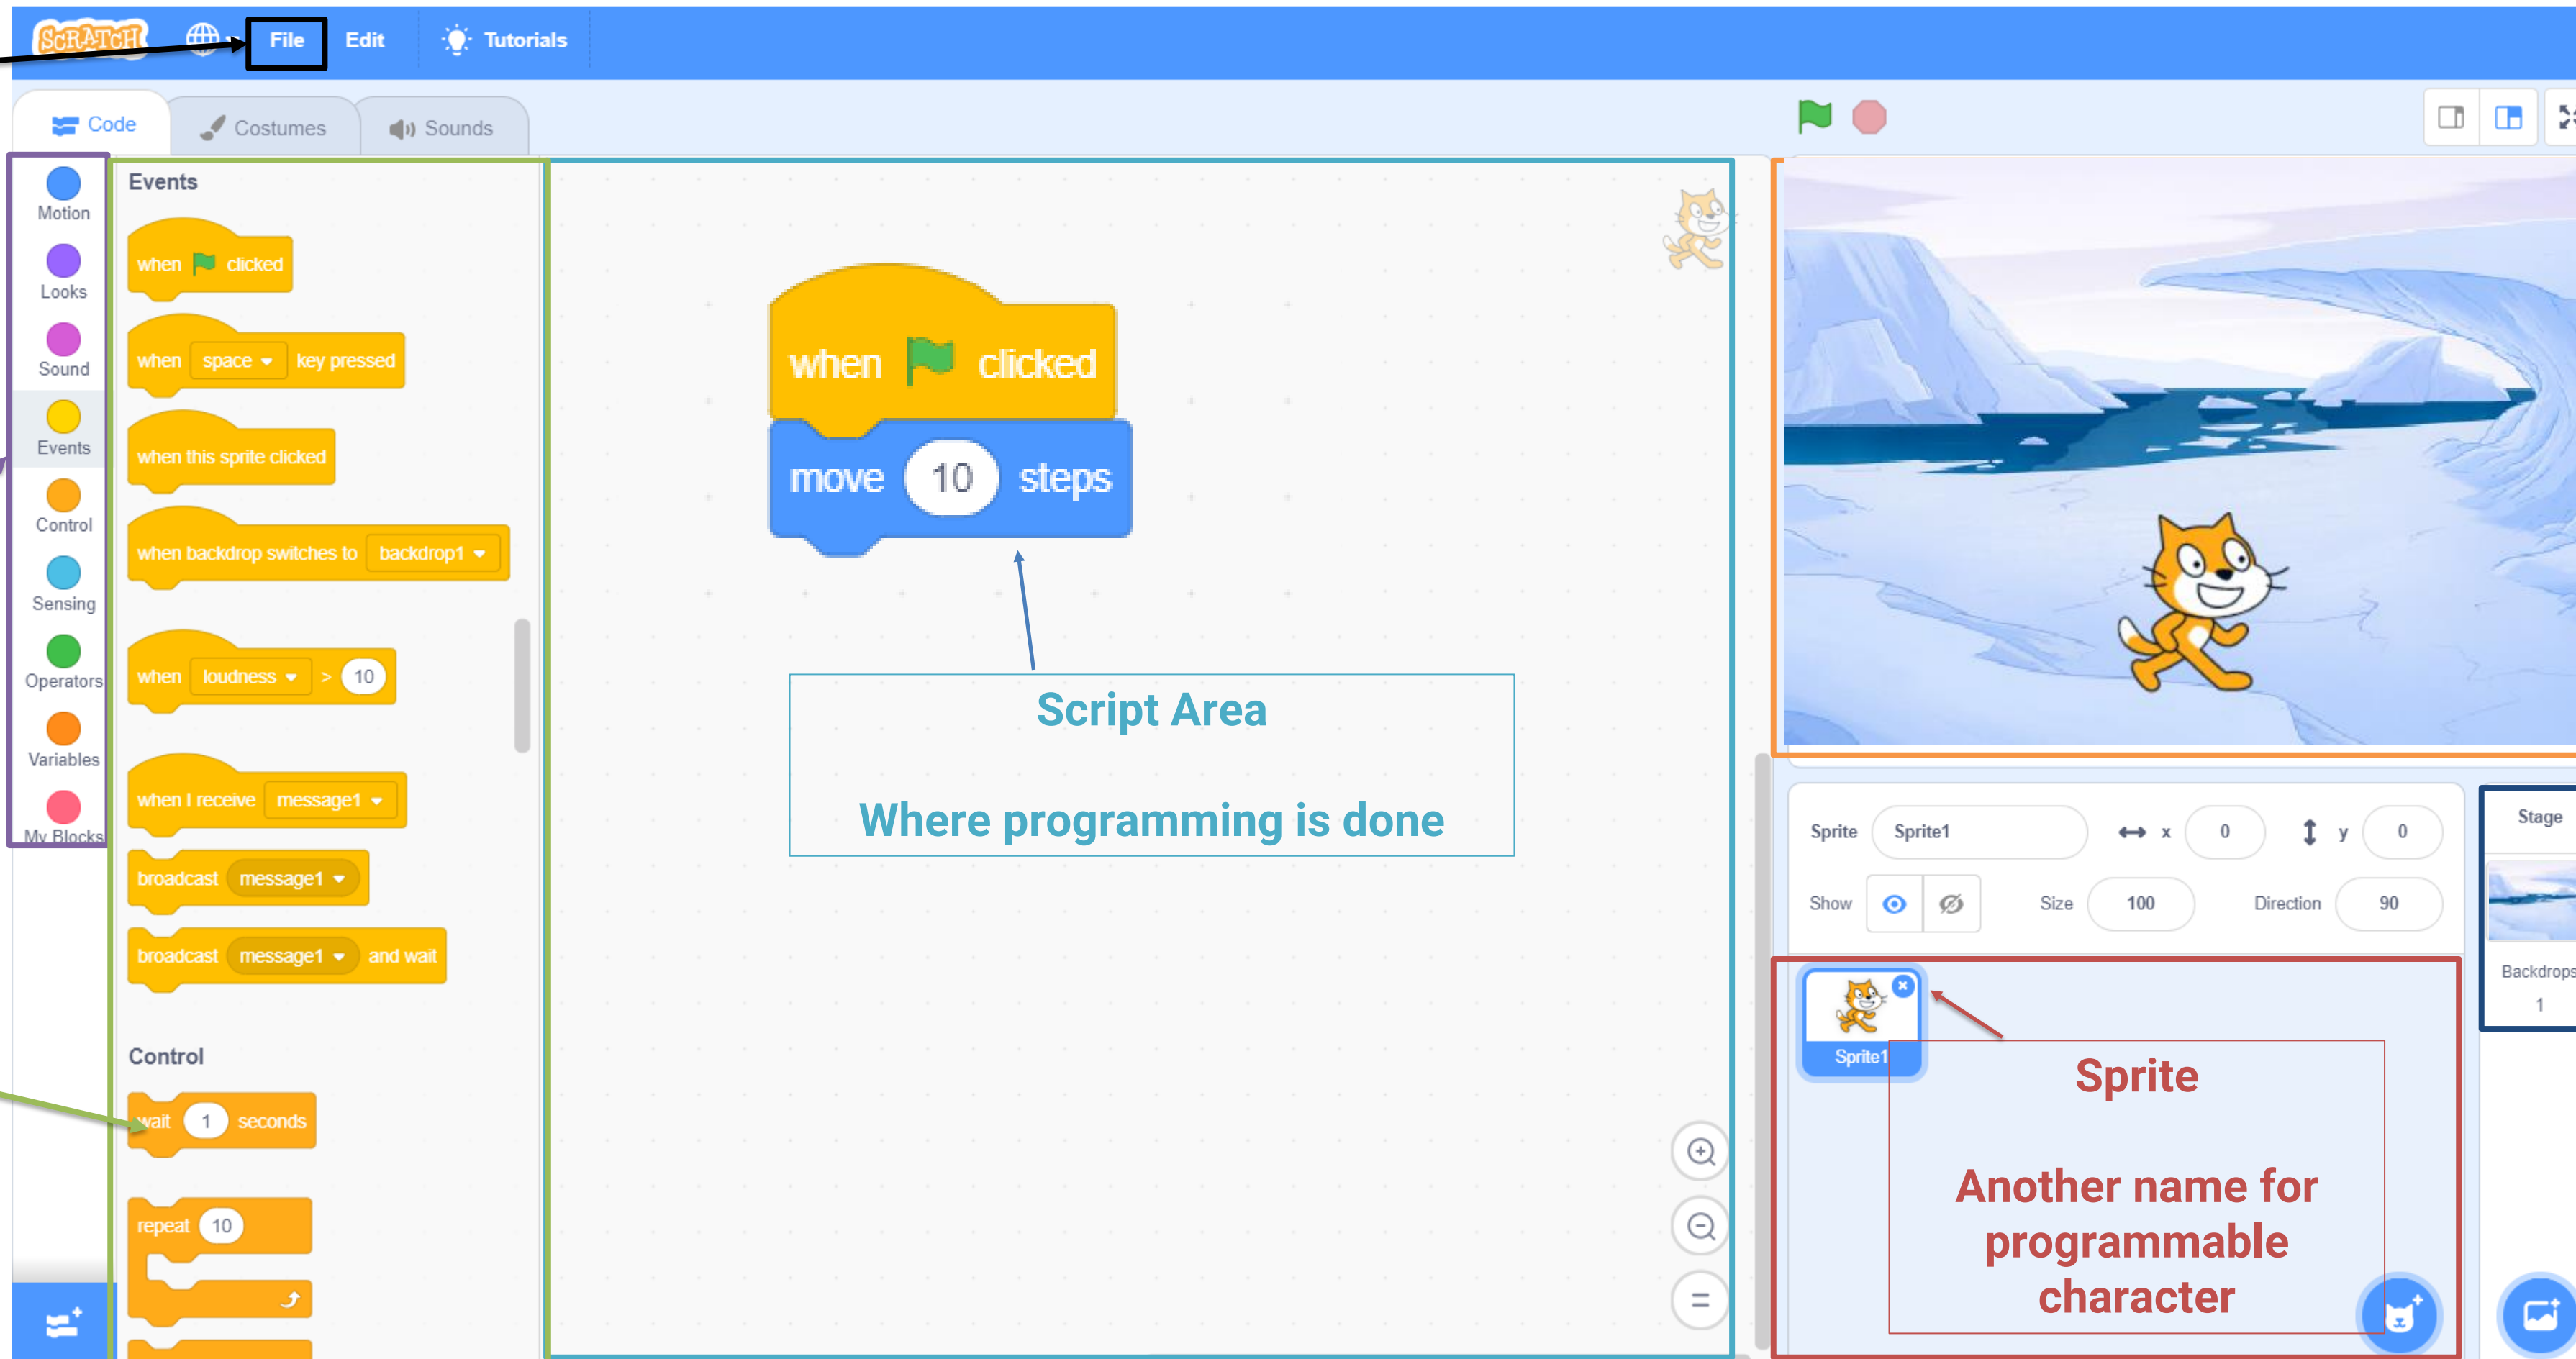 SCRATCH
File
Edit
Tutorials
Code
Costumes
Sounds
Motion
Looks
Sound
Events
Control
Sensing
Operators
Variables
My Blocks
Events
when clicked
when space key pressed
when this sprite clicked
when backdrop switches to backdrop1
when loudness > 10
when I receive message1
broadcast message1
broadcast message1 and wait
Control
wait 1 seconds
repeat 10
when clicked
move 10 steps
Script Area
Where programming is done
Sprite Sprite1 x 0 y 0
Show Size 100 Direction 90
Sprite1
Sprite
Another name for
programmable
character
Stage
Backdrops
1